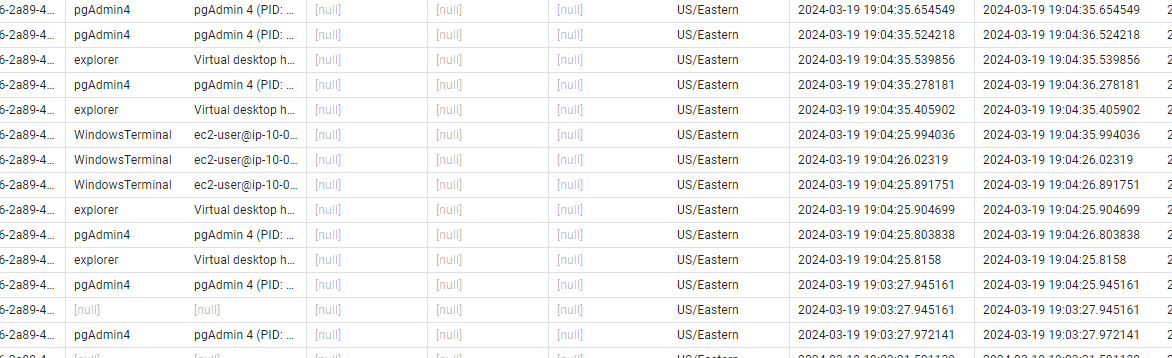 6-2a89-4... pgAdmin4 pgAdmin 4 (PID: ... [null] [null] [null] US/Eastern 2024-03-19 19:04:35.654549 2024-03-19 19:04:35.654549 2
6-2a89-4... pgAdmin4 pgAdmin 4 (PID: ... [null] [null] [null] US/Eastern 2024-03-19 19:04:35.524218 2024-03-19 19:04:36.524218 2
6-2a89-4... explorer Virtual desktop h... [null] [null] [null] US/Eastern 2024-03-19 19:04:35.539856 2024-03-19 19:04:35.539856 2
6-2a89-4... pgAdmin4 pgAdmin 4 (PID: ... [null] [null] [null] US/Eastern 2024-03-19 19:04:35.278181 2024-03-19 19:04:36.278181 2
6-2a89-4... explorer Virtual desktop h... [null] [null] [null] US/Eastern 2024-03-19 19:04:35.405902 2024-03-19 19:04:35.405902 2
6-2a89-4... WindowsTerminal ec2-user@ip-10-0... [null] [null] [null] US/Eastern 2024-03-19 19:04:25.994036 2024-03-19 19:04:35.994036 2
6-2a89-4... WindowsTerminal ec2-user@ip-10-0... [null] [null] [null] US/Eastern 2024-03-19 19:04:26.02319 2024-03-19 19:04:26.02319 2
6-2a89-4... WindowsTerminal ec2-user@ip-10-0... [null] [null] [null] US/Eastern 2024-03-19 19:04:25.891751 2024-03-19 19:04:26.891751 2
6-2a89-4... explorer Virtual desktop h... [null] [null] [null] US/Eastern 2024-03-19 19:04:25.904699 2024-03-19 19:04:25.904699 2
6-2a89-4... pgAdmin4 pgAdmin 4 (PID: ... [null] [null] [null] US/Eastern 2024-03-19 19:04:25.803838 2024-03-19 19:04:26.803838 2
6-2a89-4... explorer Virtual desktop h... [null] [null] [null] US/Eastern 2024-03-19 19:04:25.8158 2024-03-19 19:04:25.8158 2
6-2a89-4... pgAdmin4 pgAdmin 4 (PID: ... [null] [null] [null] US/Eastern 2024-03-19 19:03:27.945161 2024-03-19 19:04:25.945161 2
6-2a89-4... [null] [null] [null] [null] [null] US/Eastern 2024-03-19 19:03:27.945161 2024-03-19 19:03:27.945161 2
6-2a89-4... pgAdmin4 pgAdmin 4 (PID: ... [null] [null] [null] US/Eastern 2024-03-19 19:03:27.972141 2024-03-19 19:03:27.972141 2